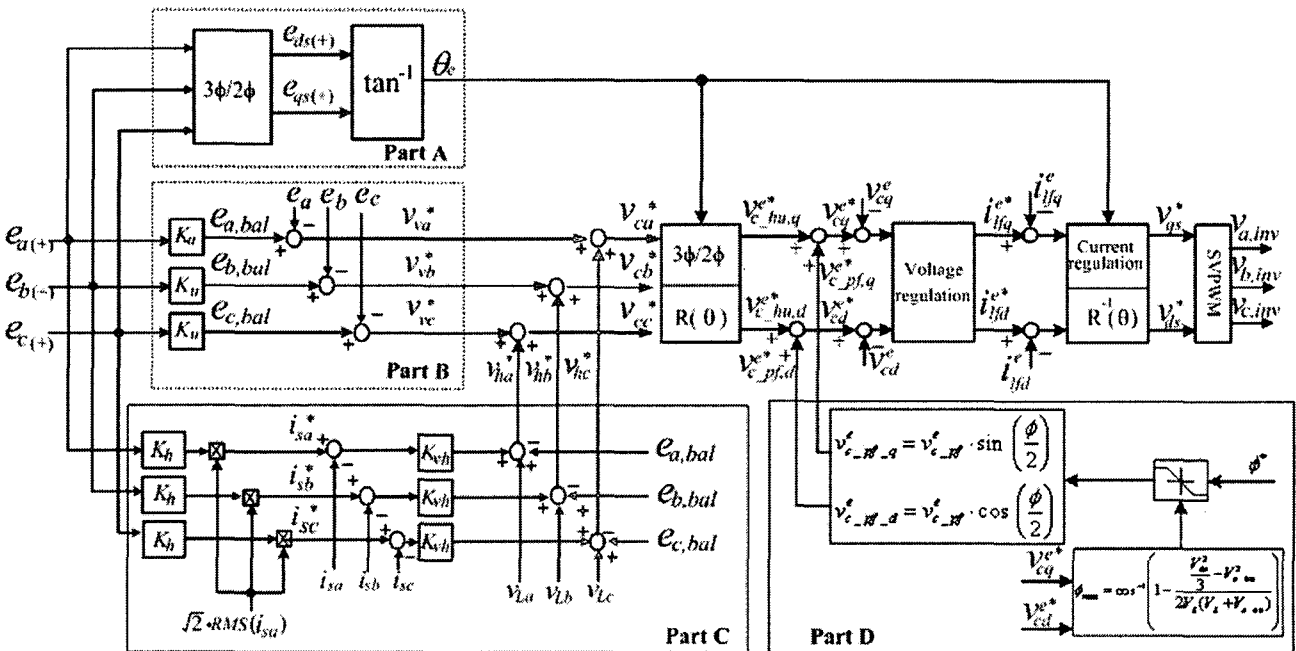 e_ds(+)
3ϕ/2ϕ
e_qs(+)
tan⁻¹
θ_e
Part A
e_a e_b e_c
e_a(+)
K_a
e_a,bal
v_va*
v_ca*
e_b(+)
K_u
e_b,bal
v_vb*
v_cb*
e_c(+)
K_u
e_c,bal
v_vc*
v_cc*
Part B
v_ha* v_hb* v_hc*
3ϕ/2ϕ
R(θ)
v_c_hu,q^e*
v_cq^e*
v_cq^e
v_c_pf,q^e*
v_c_hu,d^e*
v_cd^e*
v_cd^e
v_c_pf,d^e*
Voltage
regulation
i_lfq^e*
i_lfq^e
i_lfd^e*
i_lfd^e
Current
regulation
R⁻¹(θ)
v_qs*
v_ds*
SVPWM
v_a,inv
v_b,inv
v_c,inv
K_h
i_sa*
K_vh
e_a,bal
K_h
i_sb*
K_vh
e_b,bal
K_h
i_sc*
K_vh
e_c,bal
i_sa i_sb i_sc
v_La v_Lb v_Lc
√2•RMS(i_sa)
Part C
v_c_pf_q^e = v_c_pf^e · sin (ϕ/2)
v_c_pf_d^e = v_c_pf^e · cos (ϕ/2)
ϕ*
v_cq^e*
v_cd^e*
Part D